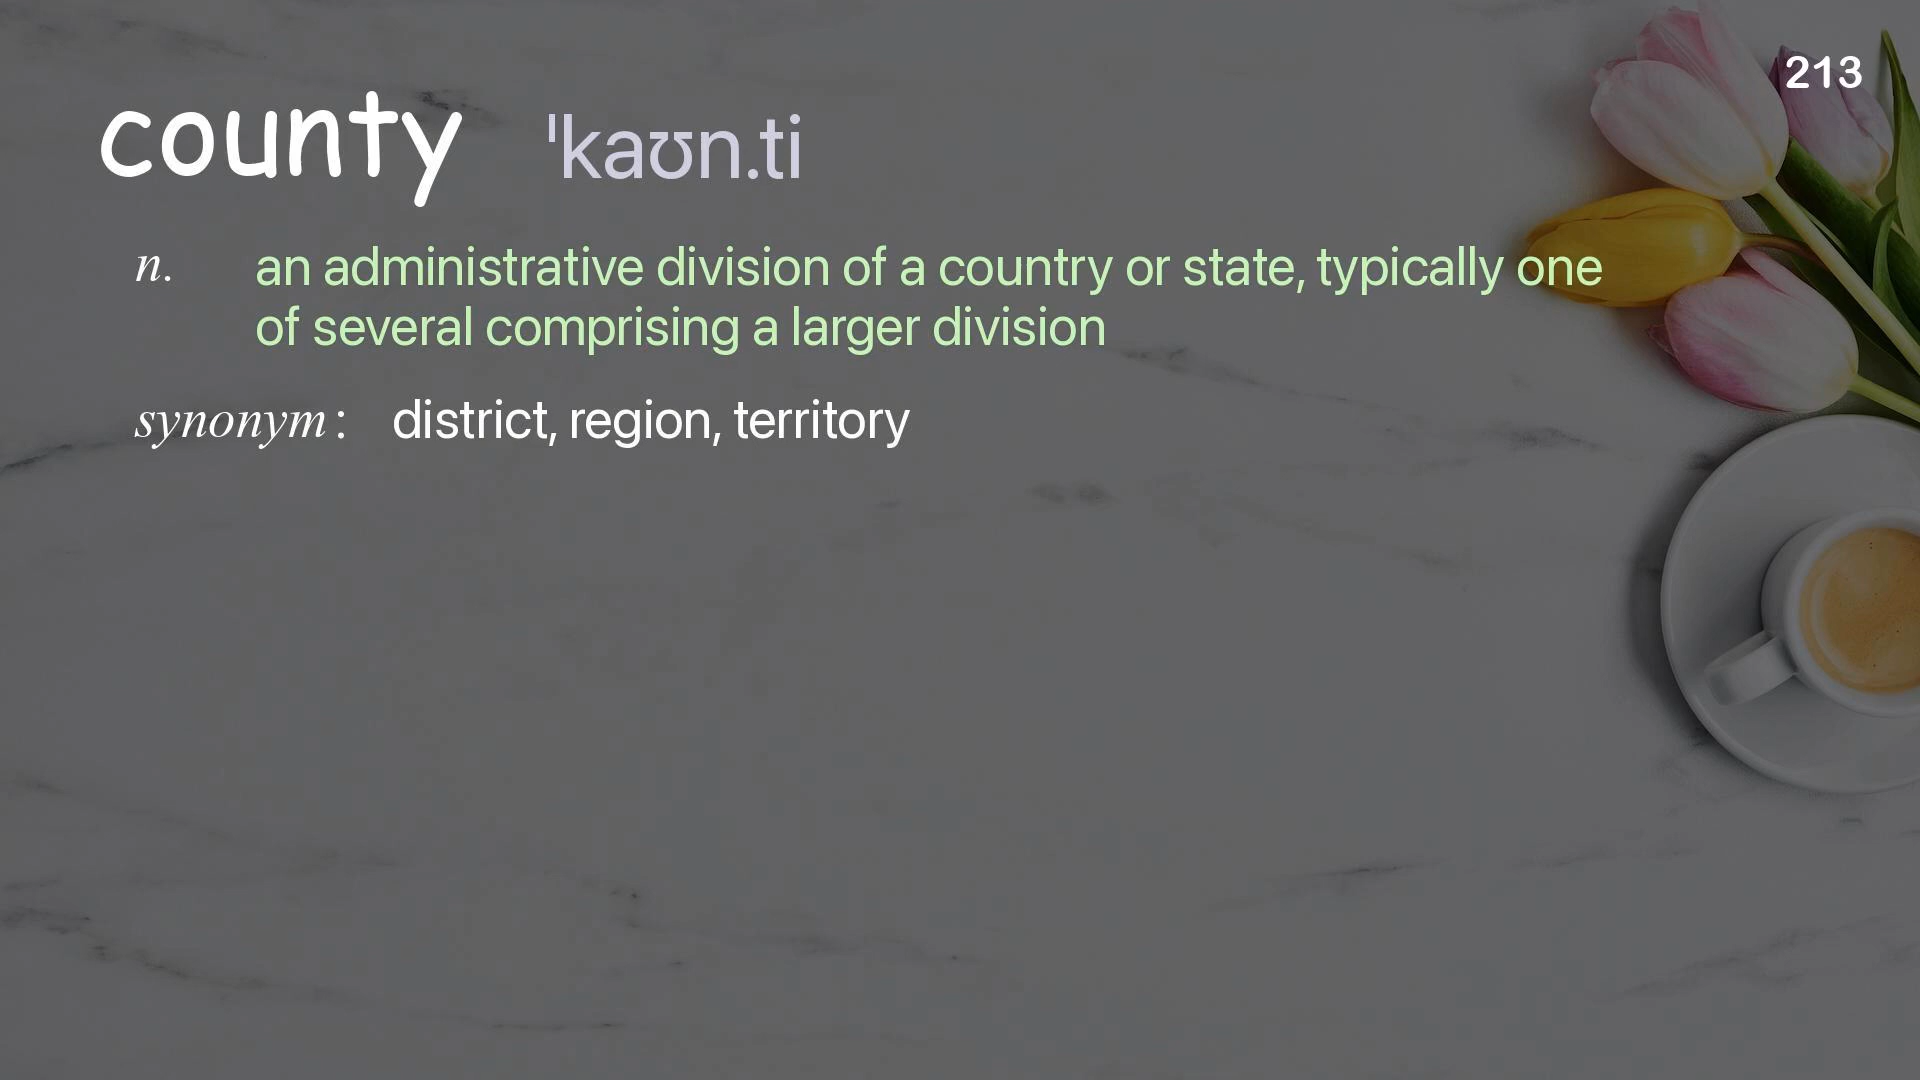 213
county ˈkaʊn.ti
n. an administrative division of a country or state, typically one
of several comprising a larger division
synonym: district, region, territory